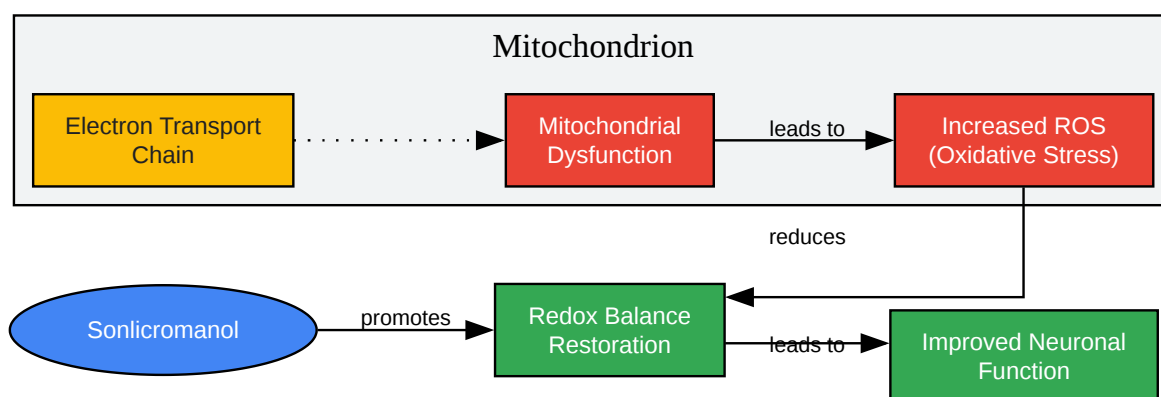 Mitochondrion
Electron Transport
Chain
Mitochondrial
Dysfunction
leads to
Increased ROS
(Oxidative Stress)
reduces
Sonlicromanol
promotes
Redox Balance
Restoration
leads to
Improved Neuronal
Function